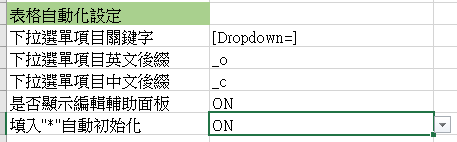 表格自動化設定
下拉選單項目關鍵字 [Dropdown=]
下拉選單項目英文後綴 _o
下拉選單項目中文後綴 _c
是否顯示編輯輔助面板 ON
填入"*"自動初始化 ON